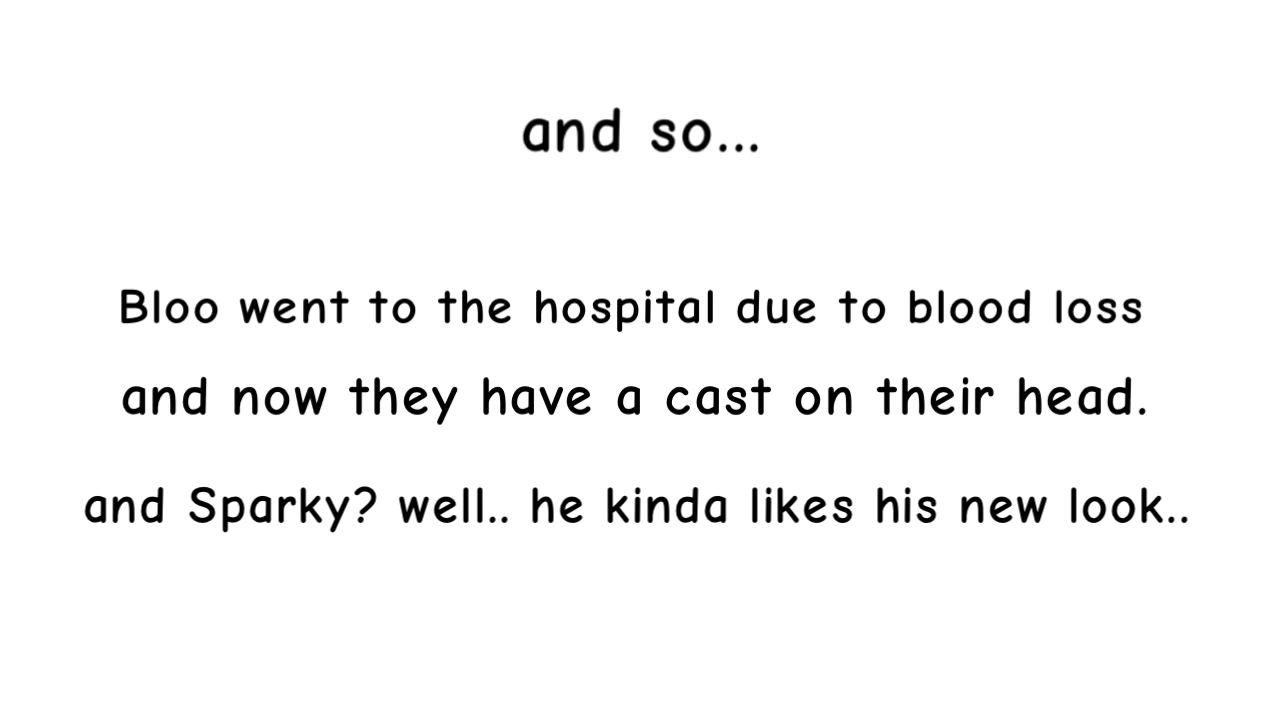 and so...
Bloo went to the hospital due to blood loss
and now they have a cast on their head.
and Sparky? well.. he kinda likes his new look..